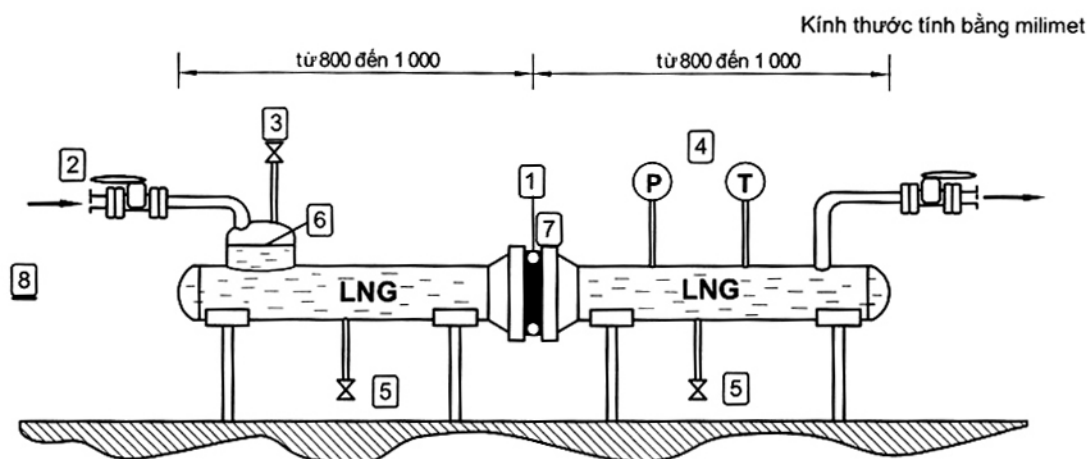 Kính thước tính bằng milimet
từ 800 đến 1 000
từ 800 đến 1 000
3
4
2
1
P
T
6
7
8
LNG
LNG
5
5